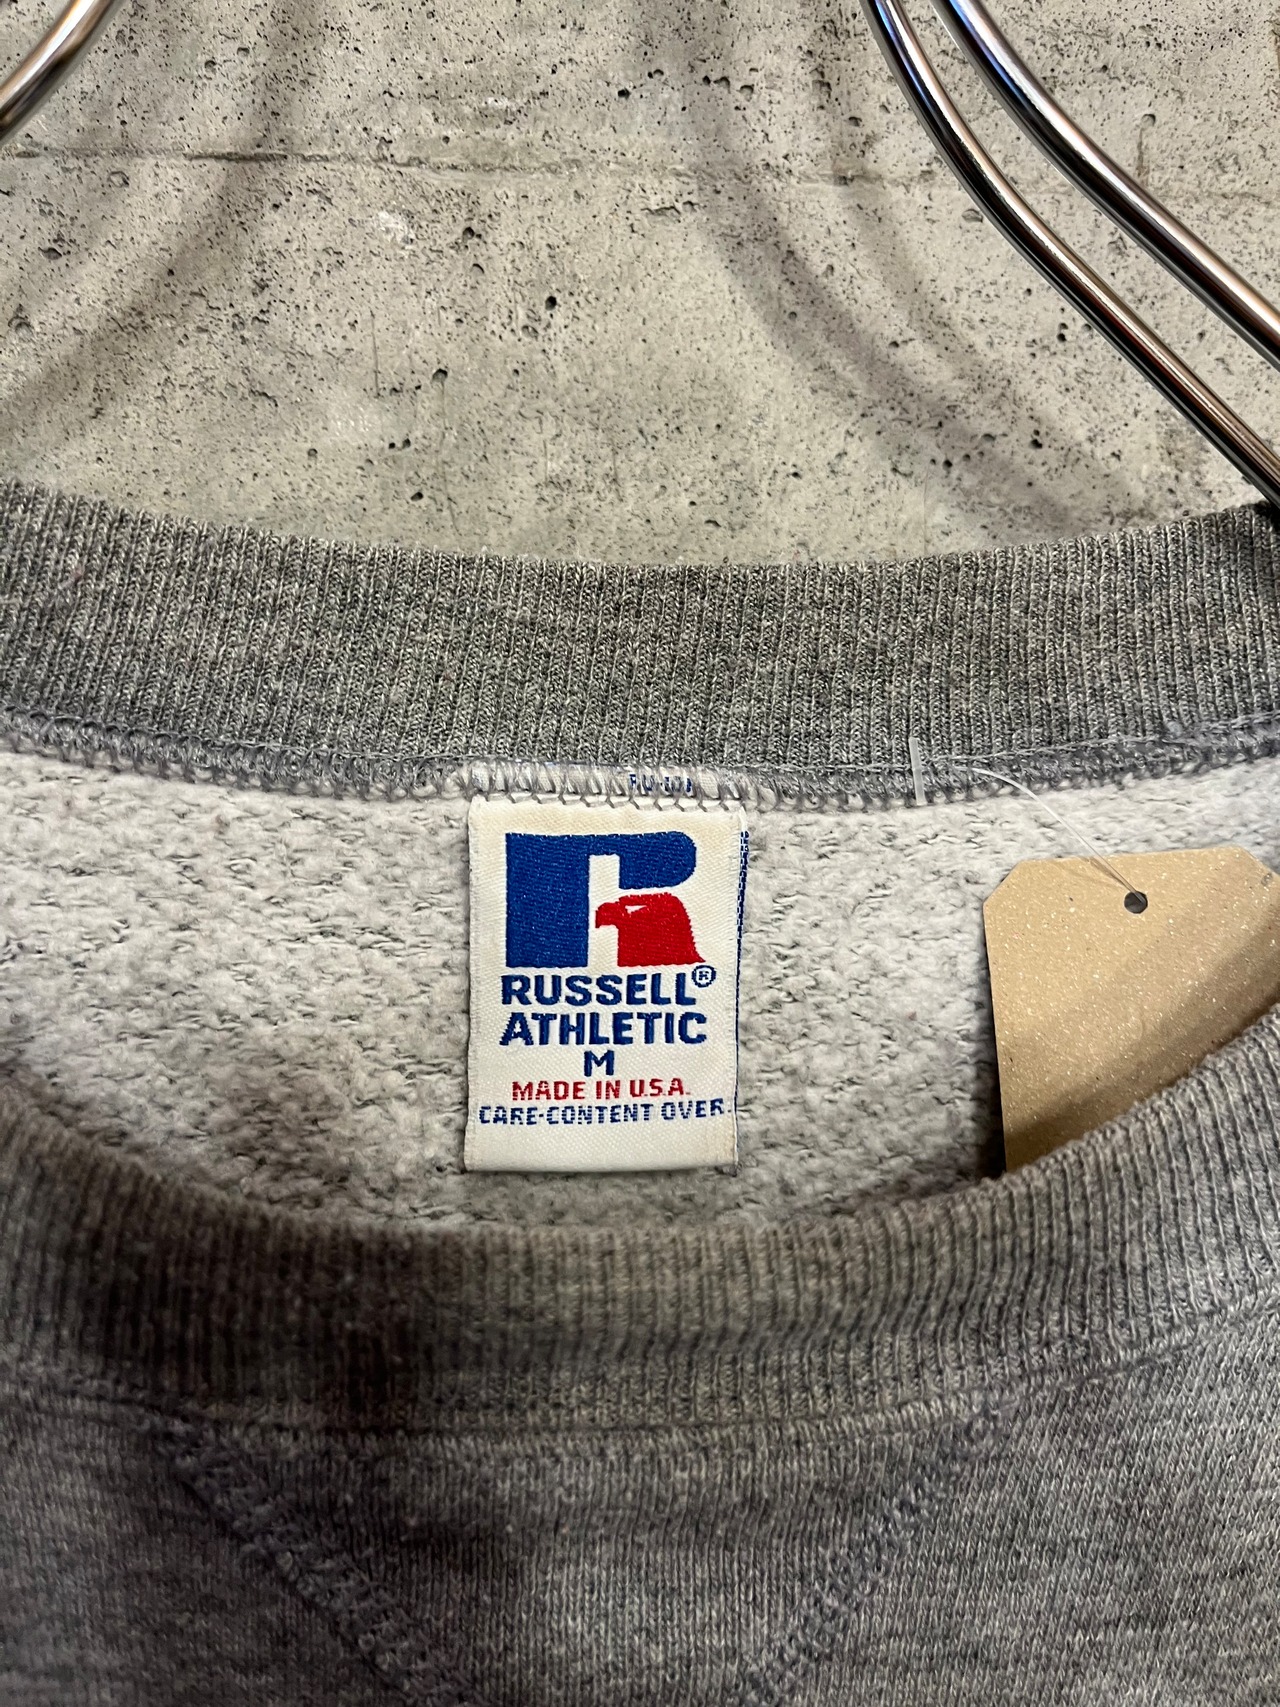 RUSSELL®
ATHLETIC
M
MADE IN U.S.A.
CARE-CONTENT OVER.